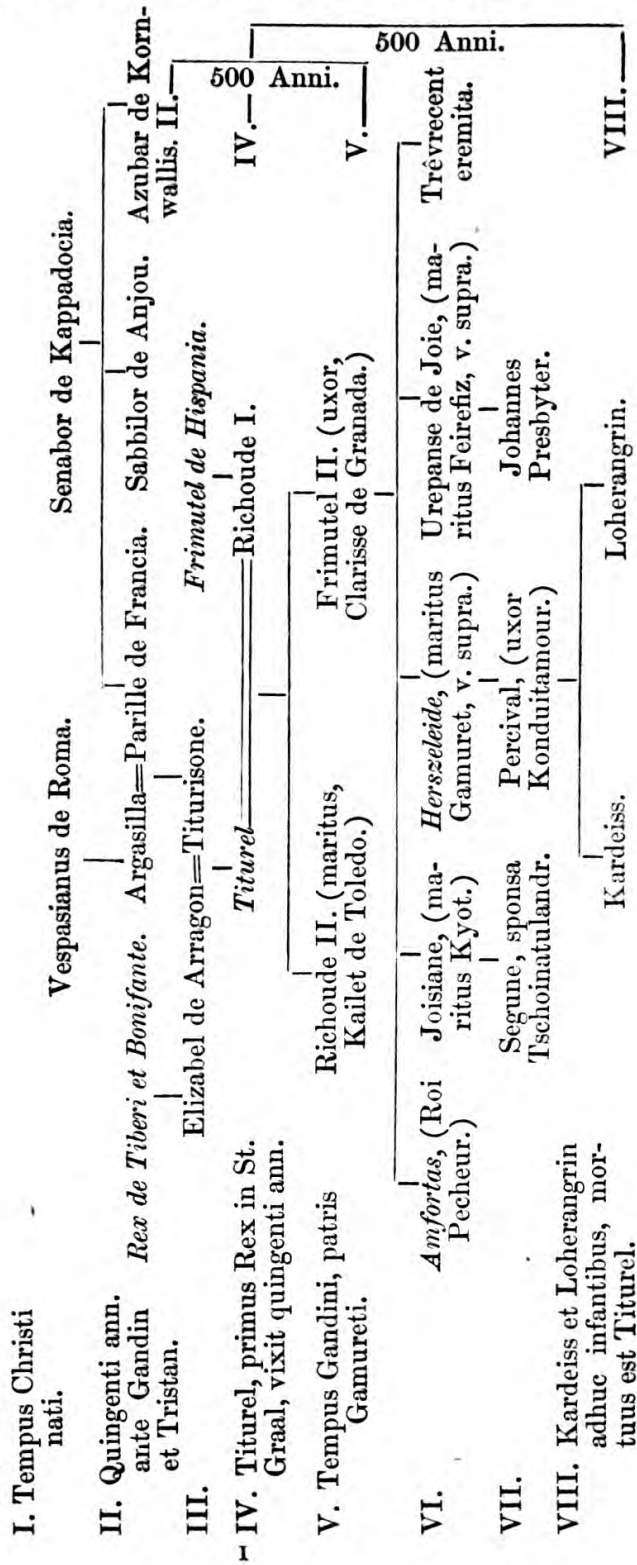 I. Tempus Christi
nati.
Vespasianus de Roma.
Senabor de Kappadocia.
II. Quingenti ann.
ante Gandin
et Tristan.
Rex de Tiberi et Bonifante.
Argasilla=Parille de Francia.
Sabbilor de Anjou.
Azubar de Korn-
wallis. II.
500 Anni.
III.
Elizabel de Arragon=Titurisone.
Frimutel de Hispania.
IV. Titurel, primus Rex in St.
Graal, vixit quingenti ann.
Titurel=Richoude I.
IV.
500 Anni.
V. Tempus Gandini, patris
Gamureti.
Richoude II. (maritus,
Kailet de Toledo.)
Frimutel II. (uxor,
Clarisse de Granada.)
V.
VI.
Amfortas, (Roi
Pecheur.)
Joisiane, (ma-
ritus Kyot.)
Herszeleide, (maritus
Gamuret, v. supra.)
Urepanse de Joie, (ma-
ritus Feirefiz, v. supra.)
Trevrecent
eremita.
VII.
Segune, sponsa
Tschoinatulandr.
Percival, (uxor
Konduitamour.)
Johannes
Presbyter.
VIII. Kardeiss et Loherangrin
adhuc infantibus, mor-
tuus est Titurel.
Kardeiss.
Loherangrin.
VIII.
I